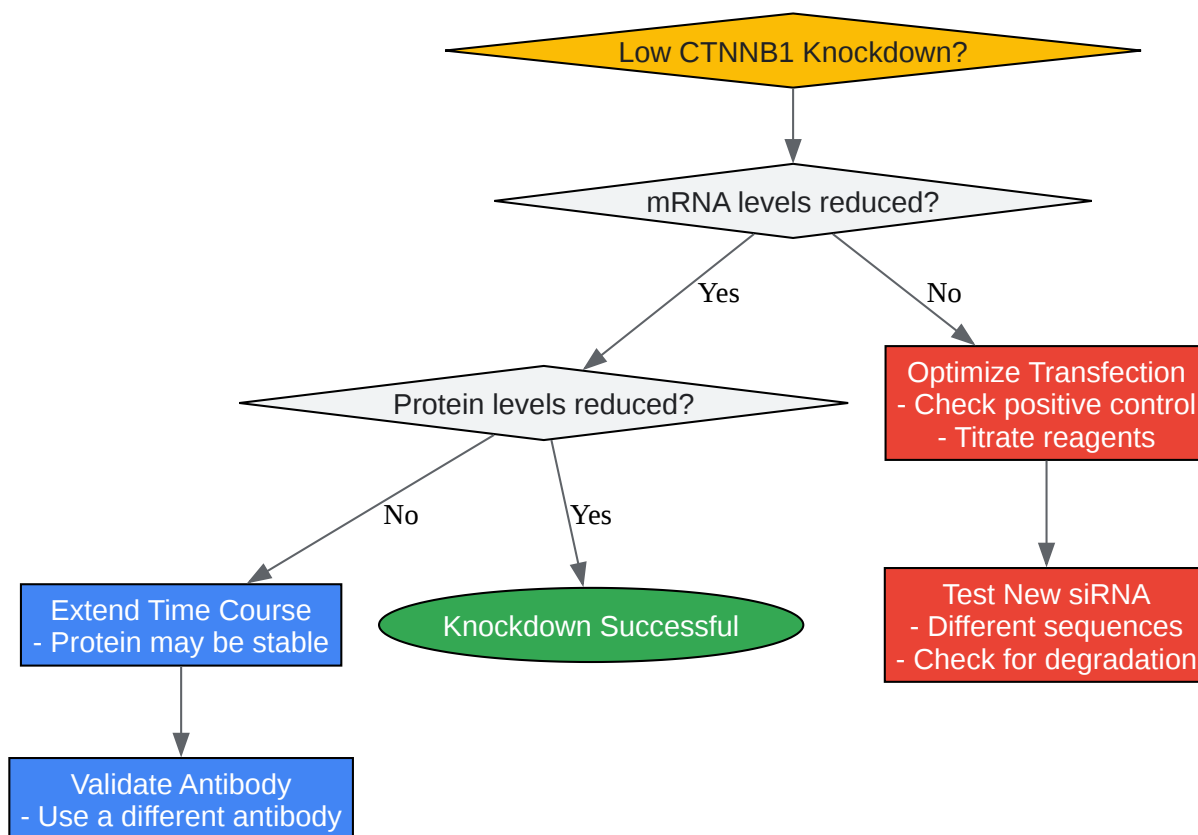 Low CTNNB1 Knockdown?
mRNA levels reduced?
Yes
No
Optimize Transfection
- Check positive control
- Titrate reagents
Protein levels reduced?
No
Yes
Extend Time Course
- Protein may be stable
Knockdown Successful
Test New siRNA
- Different sequences
- Check for degradation
Validate Antibody
- Use a different antibody